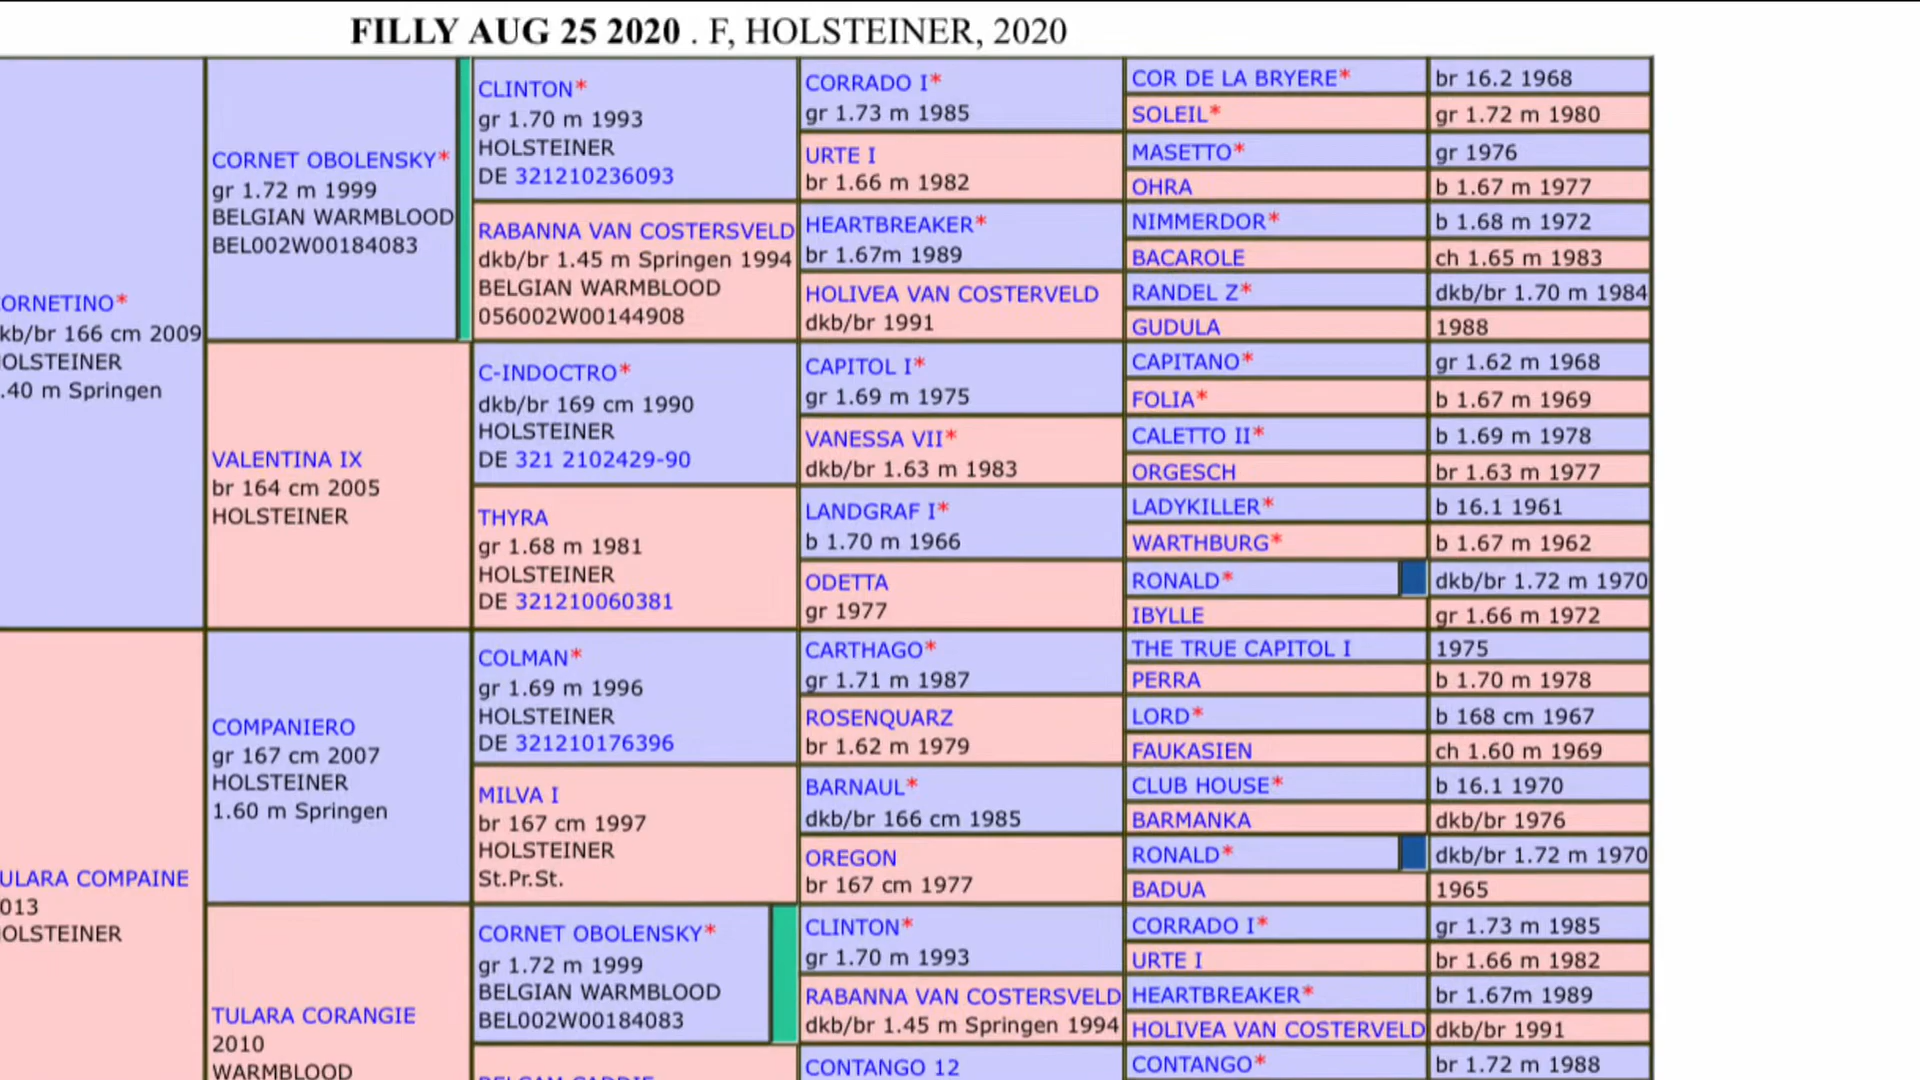 FILLY AUG 25 2020 . F, HOLSTEINER, 2020
ORNETINO*
kb/br 166 cm 2009
OLSTEINER
.40 m Springen
ULARA COMPAINE
013
OLSTEINER
CORNET OBOLENSKY*
gr 1.72 m 1999
BELGIAN WARMBLOOD
BEL002W00184083
VALENTINA IX
br 164 cm 2005
HOLSTEINER
COMPANIERO
gr 167 cm 2007
HOLSTEINER
1.60 m Springen
TULARA CORANGIE
2010
WARMBLOOD
CLINTON*
gr 1.70 m 1993
HOLSTEINER
DE 321210236093
RABANNA VAN COSTERSVELD
dkb/br 1.45 m Springen 1994
BELGIAN WARMBLOOD
056002W00144908
C-INDOCTRO*
dkb/br 169 cm 1990
HOLSTEINER
DE 321 2102429-90
THYRA
gr 1.68 m 1981
HOLSTEINER
DE 321210060381
COLMAN*
gr 1.69 m 1996
HOLSTEINER
DE 321210176396
MILVA I
br 167 cm 1997
HOLSTEINER
St.Pr.St.
CORNET OBOLENSKY*
gr 1.72 m 1999
BELGIAN WARMBLOOD
BEL002W00184083
CORRADO I*
gr 1.73 m 1985
URTE I
br 1.66 m 1982
HEARTBREAKER*
br 1.67m 1989
HOLIVEA VAN COSTERVELD
dkb/br 1991
CAPITOL I*
gr 1.69 m 1975
VANESSA VII*
dkb/br 1.63 m 1983
LANDGRAF I*
b 1.70 m 1966
ODETTA
gr 1977
CARTHAGO*
gr 1.71 m 1987
ROSENQUARZ
br 1.62 m 1979
BARNAUL*
dkb/br 166 cm 1985
OREGON
br 167 cm 1977
CLINTON*
gr 1.70 m 1993
RABANNA VAN COSTERSVELD
dkb/br 1.45 m Springen 1994
CONTANGO 12
COR DE LA BRYERE* br 16.2 1968
SOLEIL* gr 1.72 m 1980
MASETTO* gr 1976
OHRA b 1.67 m 1977
NIMMERDOR* b 1.68 m 1972
BACAROLE ch 1.65 m 1983
RANDEL Z* dkb/br 1.70 m 1984
GUDULA 1988
CAPITANO* gr 1.62 m 1968
FOLIA* b 1.67 m 1969
CALETTO II* b 1.69 m 1978
ORGESCH br 1.63 m 1977
LADYKILLER* b 16.1 1961
WARTHBURG* b 1.67 m 1962
RONALD* dkb/br 1.72 m 1970
IBYLLE gr 1.66 m 1972
THE TRUE CAPITOL I 1975
PERRA b 1.70 m 1978
LORD* b 168 cm 1967
FAUKASIEN ch 1.60 m 1969
CLUB HOUSE* b 16.1 1970
BARMANKA dkb/br 1976
RONALD* dkb/br 1.72 m 1970
BADUA 1965
CORRADO I* gr 1.73 m 1985
URTE I br 1.66 m 1982
HEARTBREAKER* br 1.67m 1989
HOLIVEA VAN COSTERVELD dkb/br 1991
CONTANGO* br 1.72 m 1988